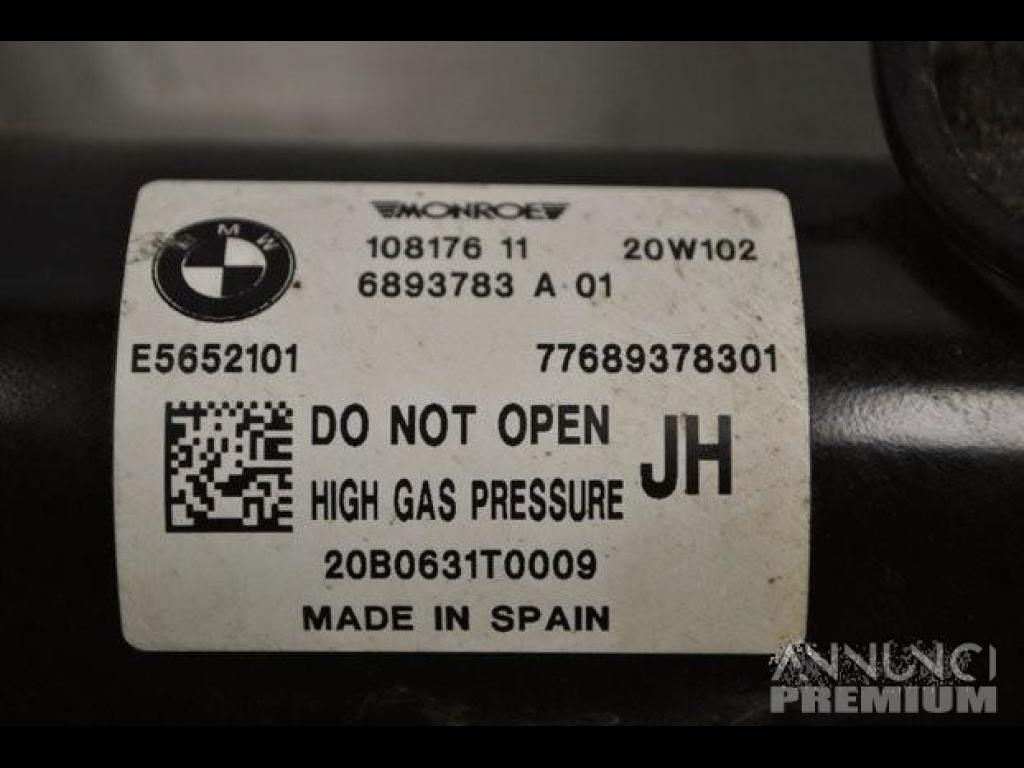 MONROE
BMW
108176 11 20W102
6893783 A 01
E5652101 77689378301
DO NOT OPEN
JH
HIGH GAS PRESSURE
20B0631T0009
MADE IN SPAIN
ANNUNCI
PREMIUM